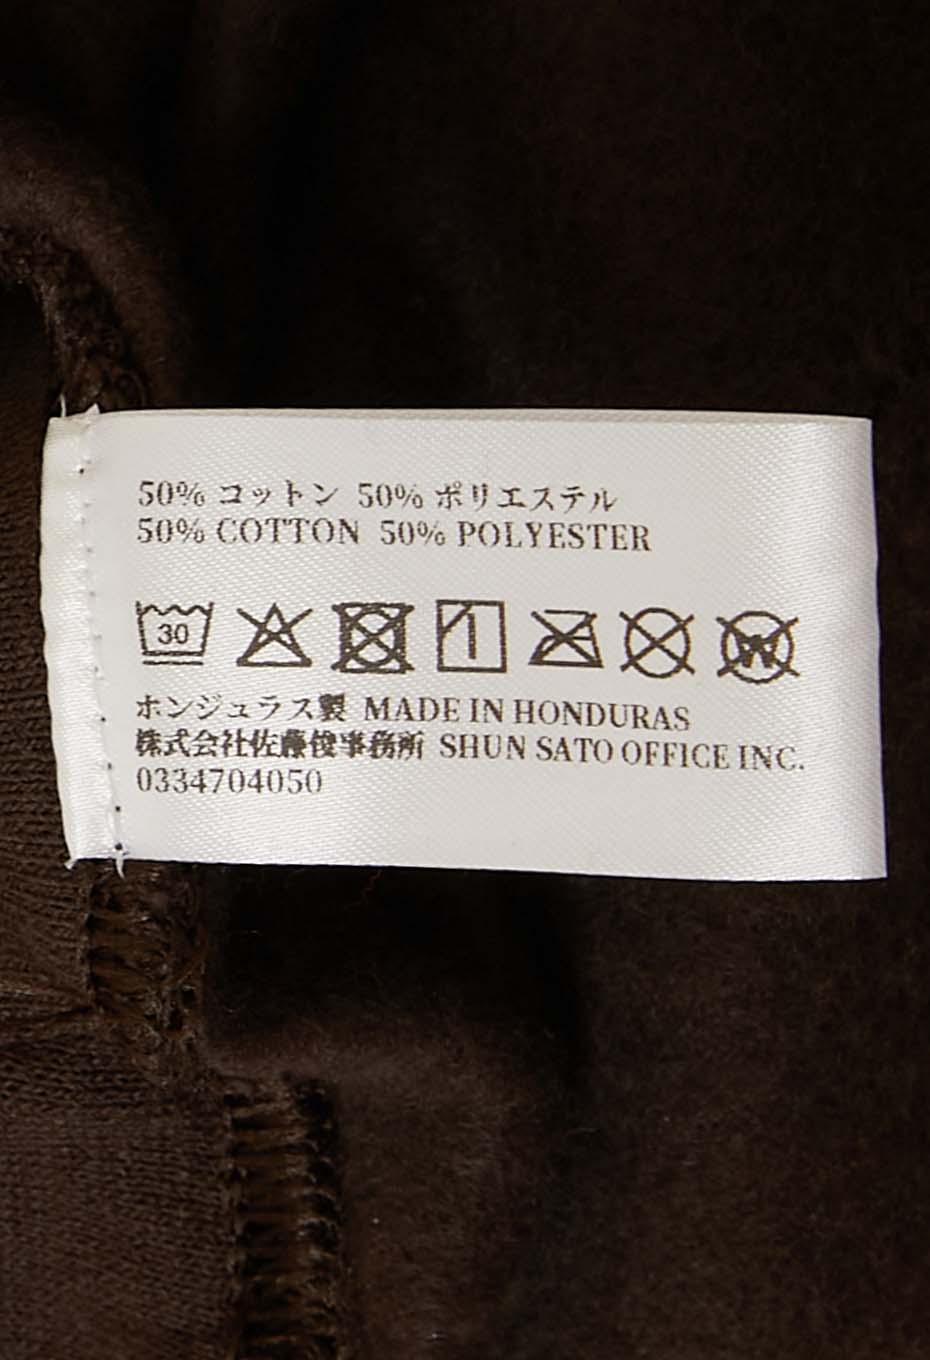 50% コットン 50% ポリエステル
50% COTTON 50% POLYESTER
30 W
ホンジュラス製 MADE IN HONDURAS
株式会社佐藤俊事務所 SHUN SATO OFFICE INC.
0334704050